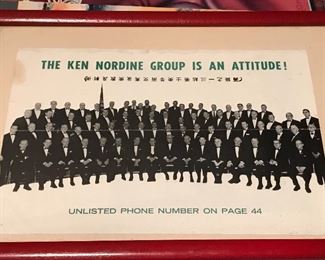 THE KEN NORDINE GROUP IS AN ATTITUDE!
UNLISTED PHONE NUMBER ON PAGE 44